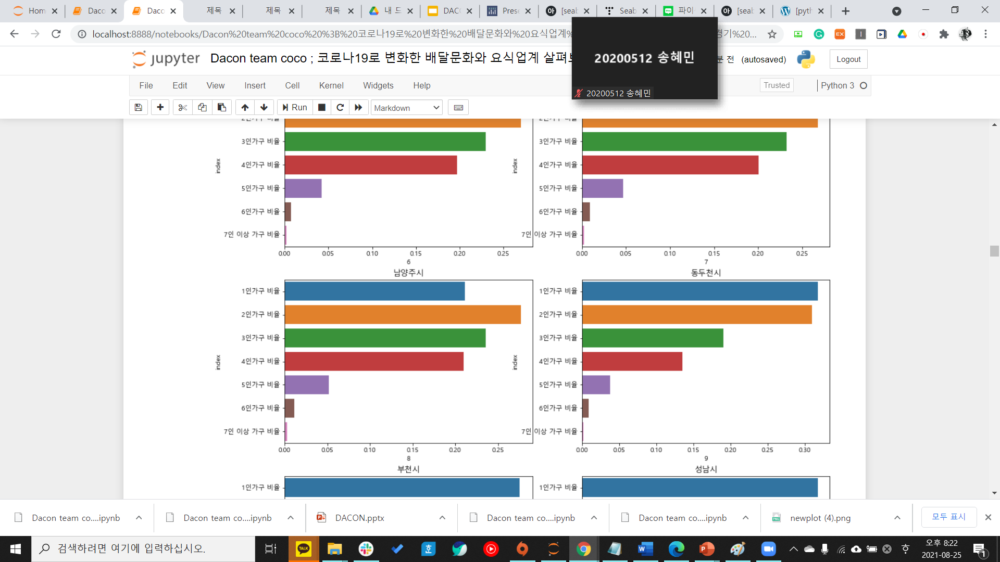 Hom
Daco
Daco
제목
제목
제목
내 드
DACC
Prese
[seab
Seab
파이
[seab
[pyth
localhost:8888/notebooks/Dacon%20team%20coco%20%3B%20코로나19로%20변화한%20배달문화와%20요식업계%
경기%20...
jupyter
Dacon team coco ; 코로나19로 변화한 배달문화와 요식업계 살펴보
분 전 (autosaved)
Logout
20200512 송혜민
20200512 송혜민
File Edit View Insert Cell Kernel Widgets Help
Trusted
Python 3
Run
Markdown
3인가구 비율
4인가구 비율
5인가구 비율
6인가구 비율
7인 이상 가구 비율
index
0.00 0.05 0.10 0.15 0.20 0.25
6
3인가구 비율
4인가구 비율
5인가구 비율
6인가구 비율
7인 이상 가구 비율
index
0.00 0.05 0.10 0.15 0.20 0.25
7
남양주시
1인가구 비율
2인가구 비율
3인가구 비율
4인가구 비율
5인가구 비율
6인가구 비율
7인 이상 가구 비율
index
0.00 0.05 0.10 0.15 0.20 0.25
8
동두천시
1인가구 비율
2인가구 비율
3인가구 비율
4인가구 비율
5인가구 비율
6인가구 비율
7인 이상 가구 비율
index
0.00 0.05 0.10 0.15 0.20 0.25 0.30
9
부천시
1인가구 비율
성남시
1인가구 비율
Dacon team co....ipynb
Dacon team co....ipynb
DACON.pptx
Dacon team co....ipynb
Dacon team co....ipynb
newplot (4).png
모두 표시
검색하려면 여기에 입력하십시오.
TALK
오후 8:22
2021-08-25
1